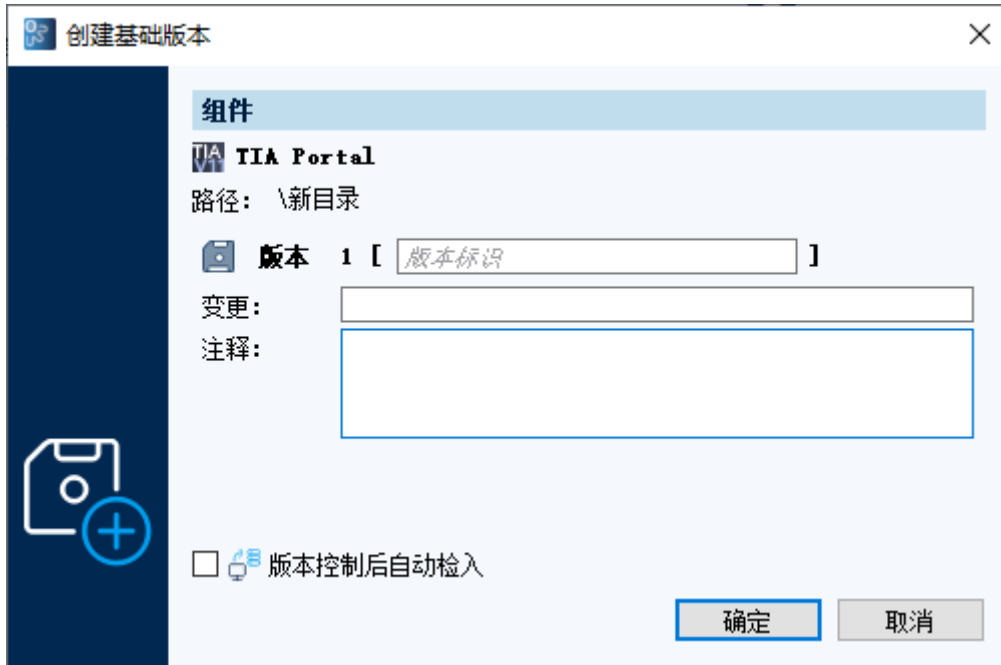 创建基础版本
组件
TIA Portal
路径: \新目录
版本 1 [ 版本标识 ]
变更:
注释:
版本控制后自动检入
确定 取消